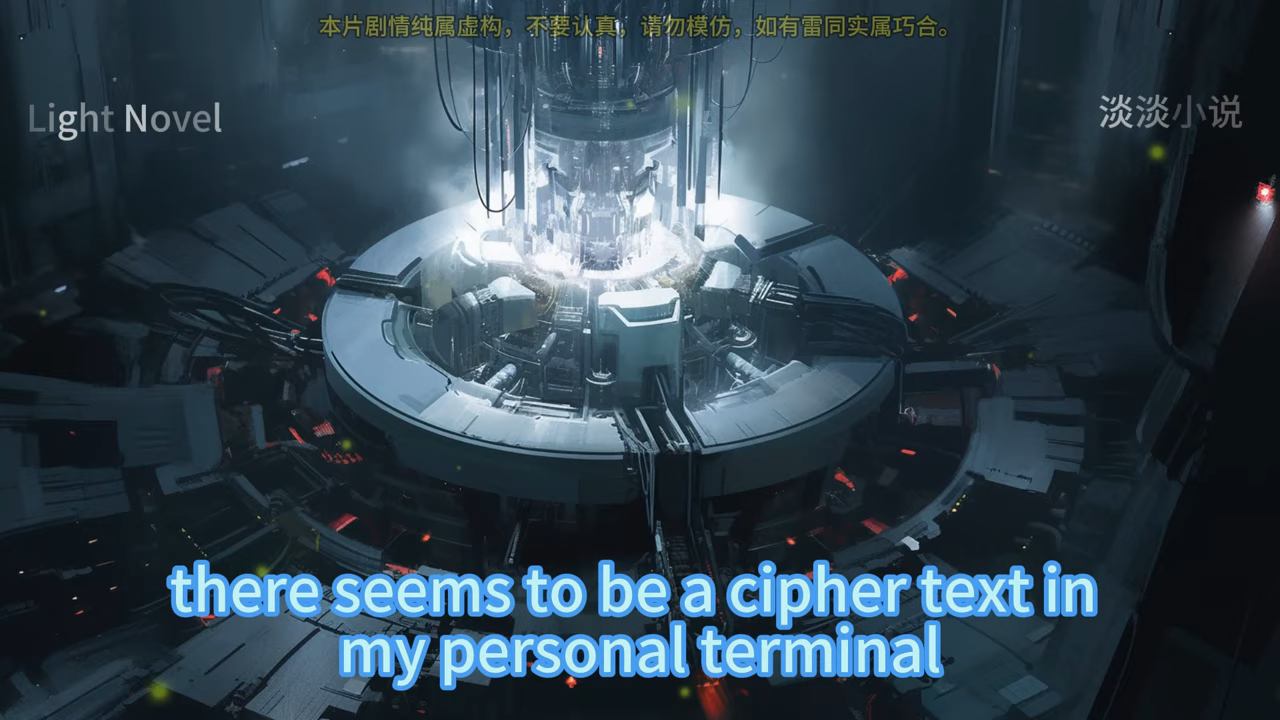 本片剧情纯属虚构，不要认真，请勿模仿，如有雷同实属巧合。
Light Novel
淡淡小说
there seems to be a cipher text in
my personal terminal